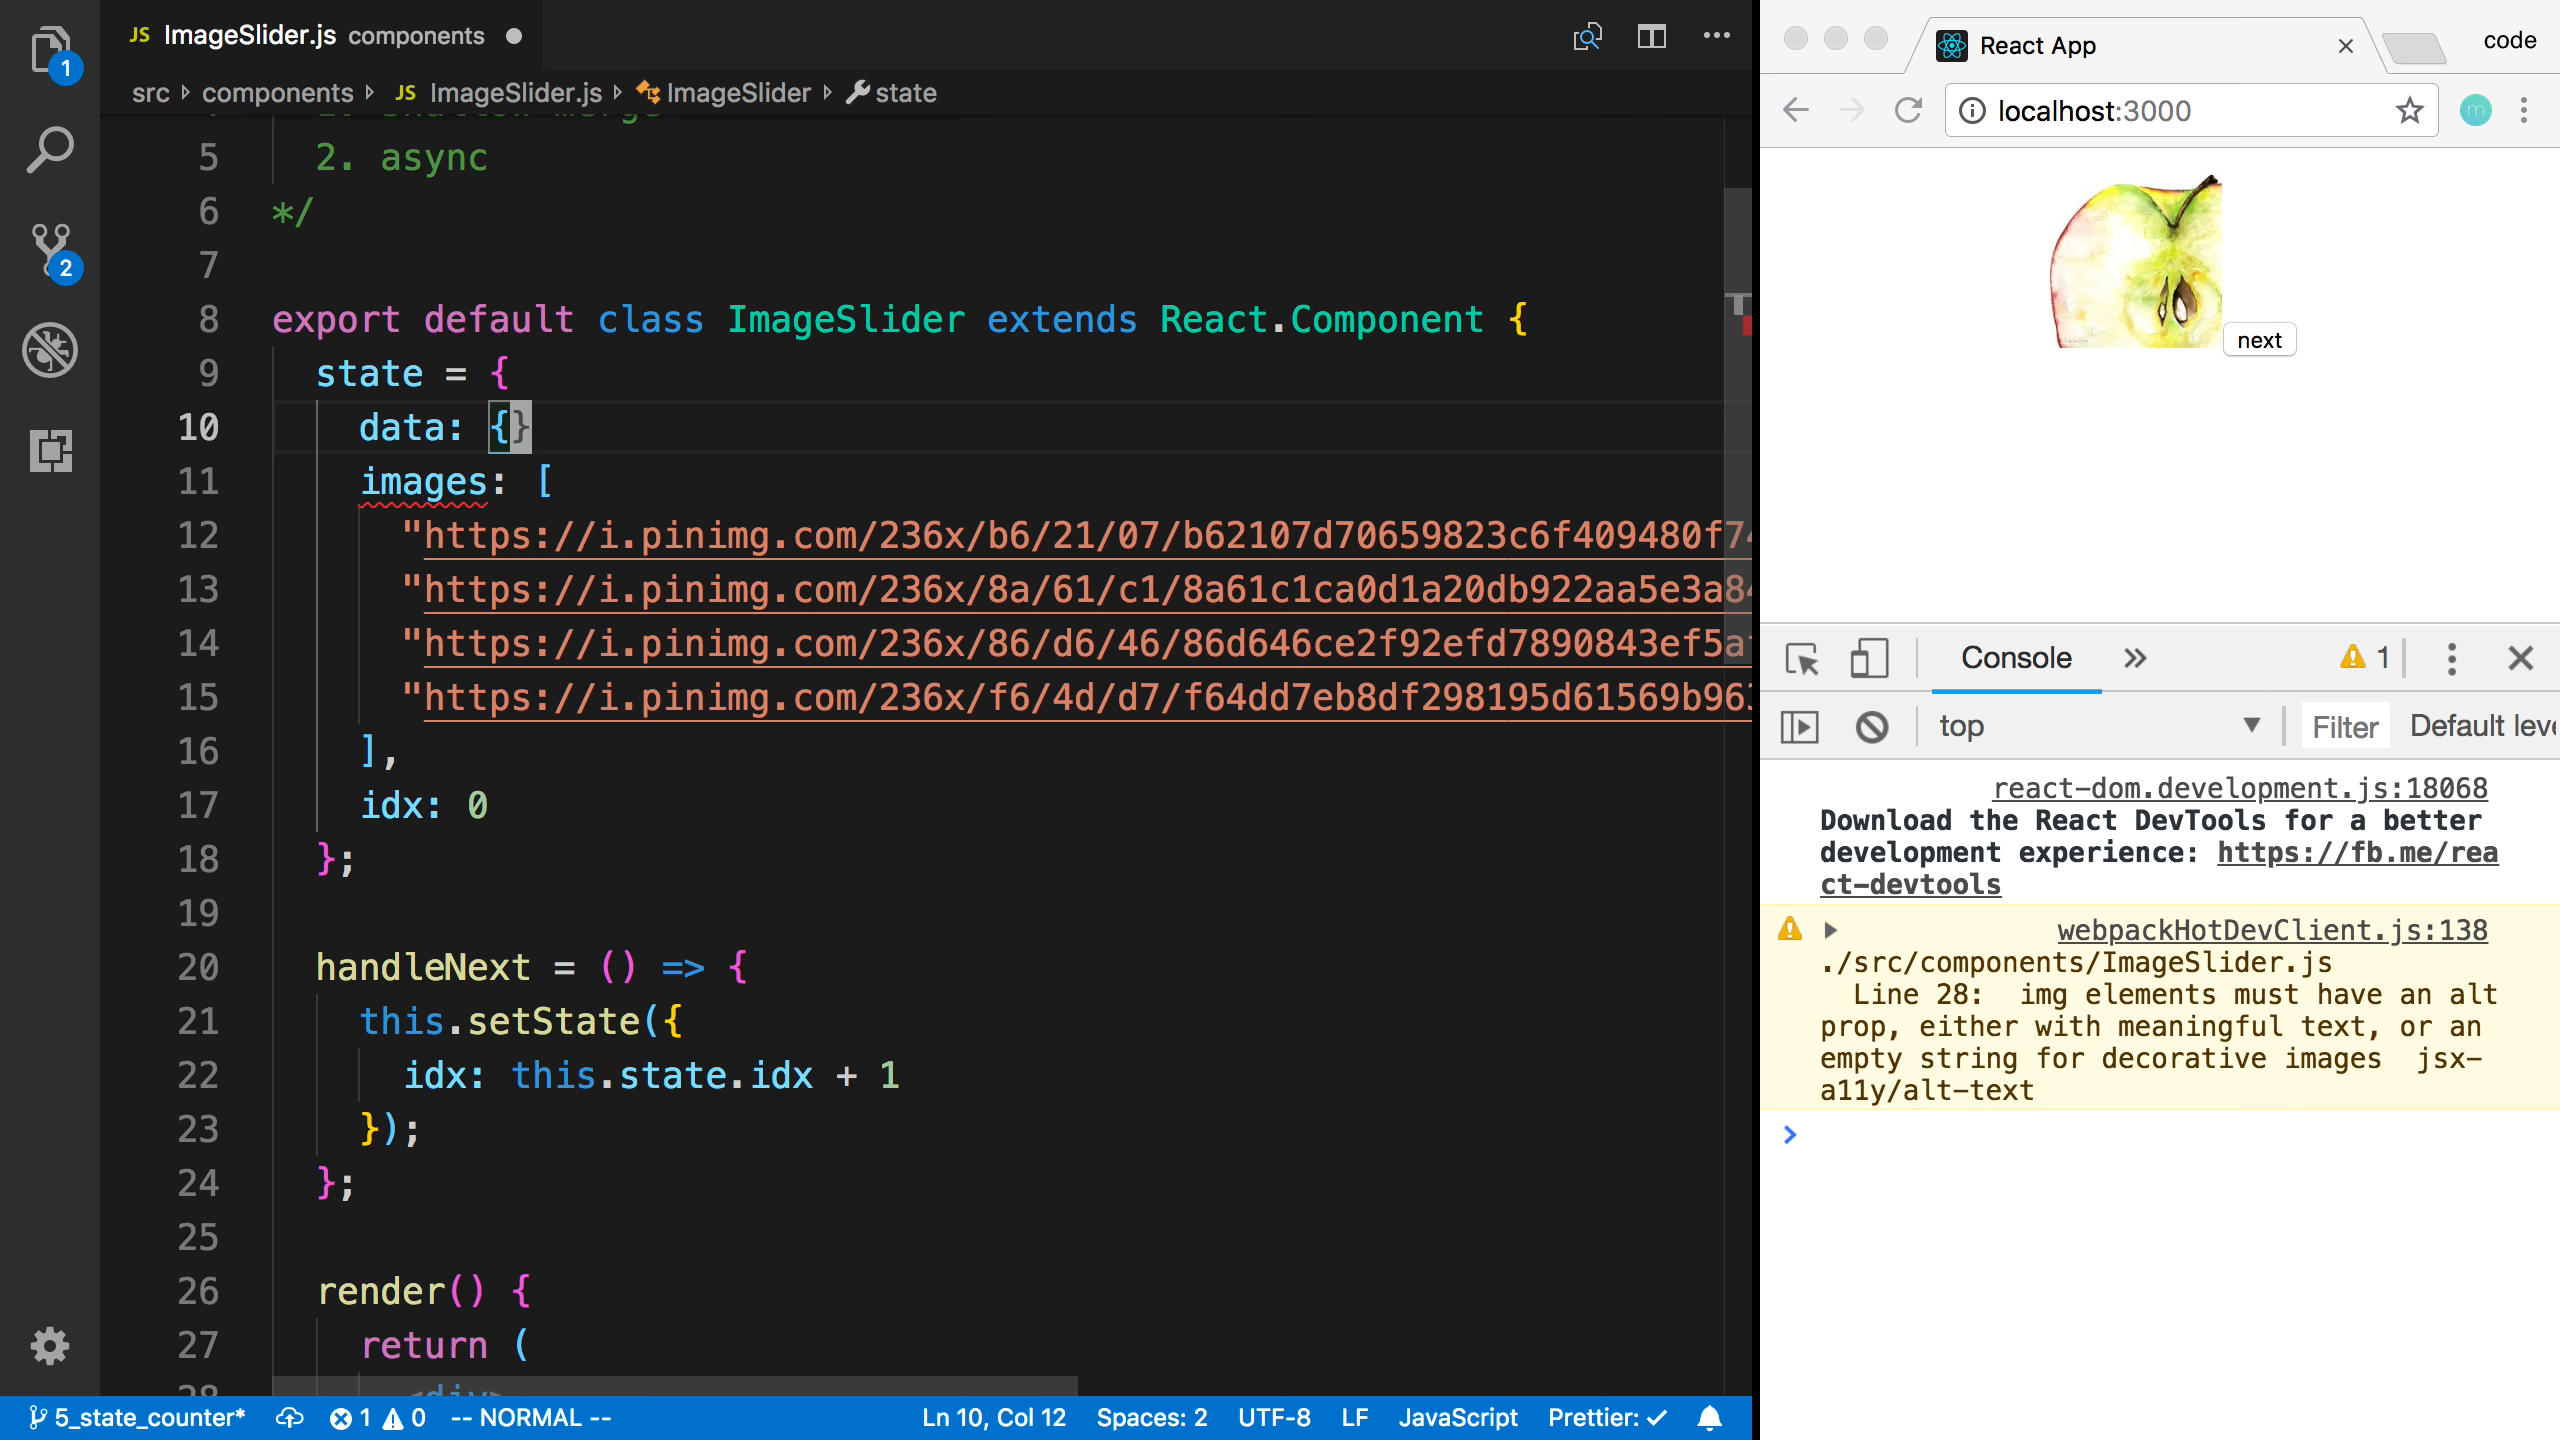 JS ImageSlider.js components
src components JS ImageSlider.js ImageSlider state
5 2. async
6 */
7
8 export default class ImageSlider extends React.Component {
9 state = {
10 data: {}
11 images: [
12 "https://i.pinimg.com/236x/b6/21/07/b62107d70659823c6f409480f74
13 "https://i.pinimg.com/236x/8a/61/c1/8a61c1ca0d1a20db922aa5e3a84
14 "https://i.pinimg.com/236x/86/d6/46/86d646ce2f92efd7890843ef5a
15 "https://i.pinimg.com/236x/f6/4d/d7/f64dd7eb8df298195d61569b963
16 ],
17 idx: 0
18 };
19
20 handleNext = () => {
21 this.setState({
22 idx: this.state.idx + 1
23 });
24 };
25
26 render() {
27 return (
28 <div>
1
2
5_state_counter* 1 0 -- NORMAL -- Ln 10, Col 12 Spaces: 2 UTF-8 LF JavaScript Prettier: ✓
React App
code
localhost:3000
m
next
Console » 1
top Filter Default leve
react-dom.development.js:18068
Download the React DevTools for a better
development experience: https://fb.me/rea
ct-devtools
webpackHotDevClient.js:138
./src/components/ImageSlider.js
Line 28: img elements must have an alt
prop, either with meaningful text, or an
empty string for decorative images jsx-
a11y/alt-text